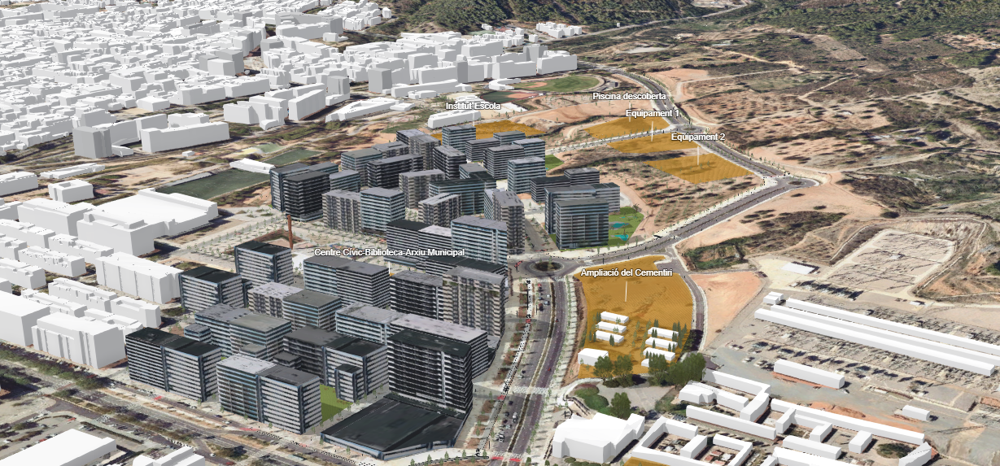 Piscina descoberta
Institut-Escola
Equipament 1
Equipament 2
Centre Cívic-Biblioteca-Arxiu Municipal
Ampliació del Cementiri